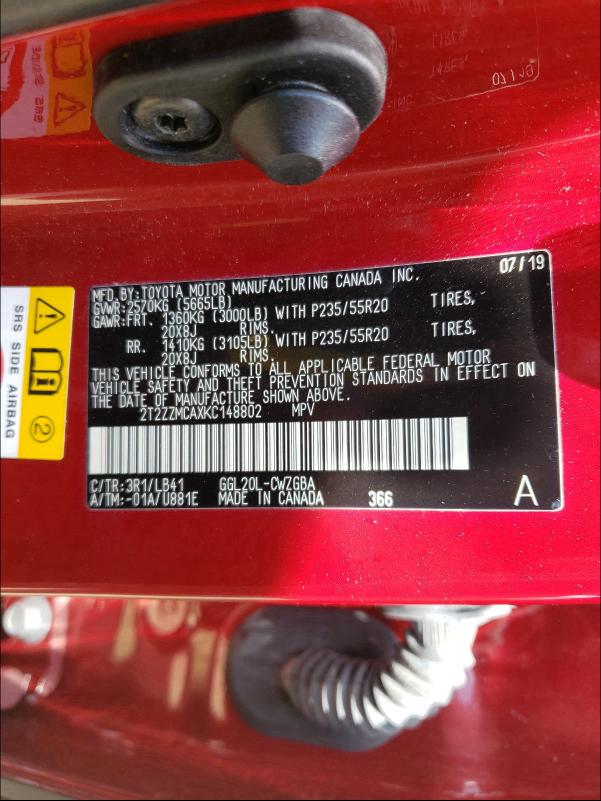 07/19
MFD.BY:TOYOTA MOTOR MANUFACTURING CANADA INC.
GVWR:2570KG (5665LB)
GAWR:FRT. 1360KG (3000LB) WITH P235/55R20 TIRES,
20X8J RIMS.
RR. 1410KG (3105LB) WITH P235/55R20 TIRES,
20X8J RIMS.
THIS VEHICLE CONFORMS TO ALL APPLICABLE FEDERAL MOTOR
VEHICLE SAFETY AND THEFT PREVENTION STANDARDS IN EFFECT ON
THE DATE OF MANUFACTURE SHOWN ABOVE.
2T2ZZMCAXKC148802 MPV
C/TR:3R1/LB41 GGL20L-CWZGBA
A/TM:-01A/U881E MADE IN CANADA 366 A
SRS SIDE AIRBAG
2